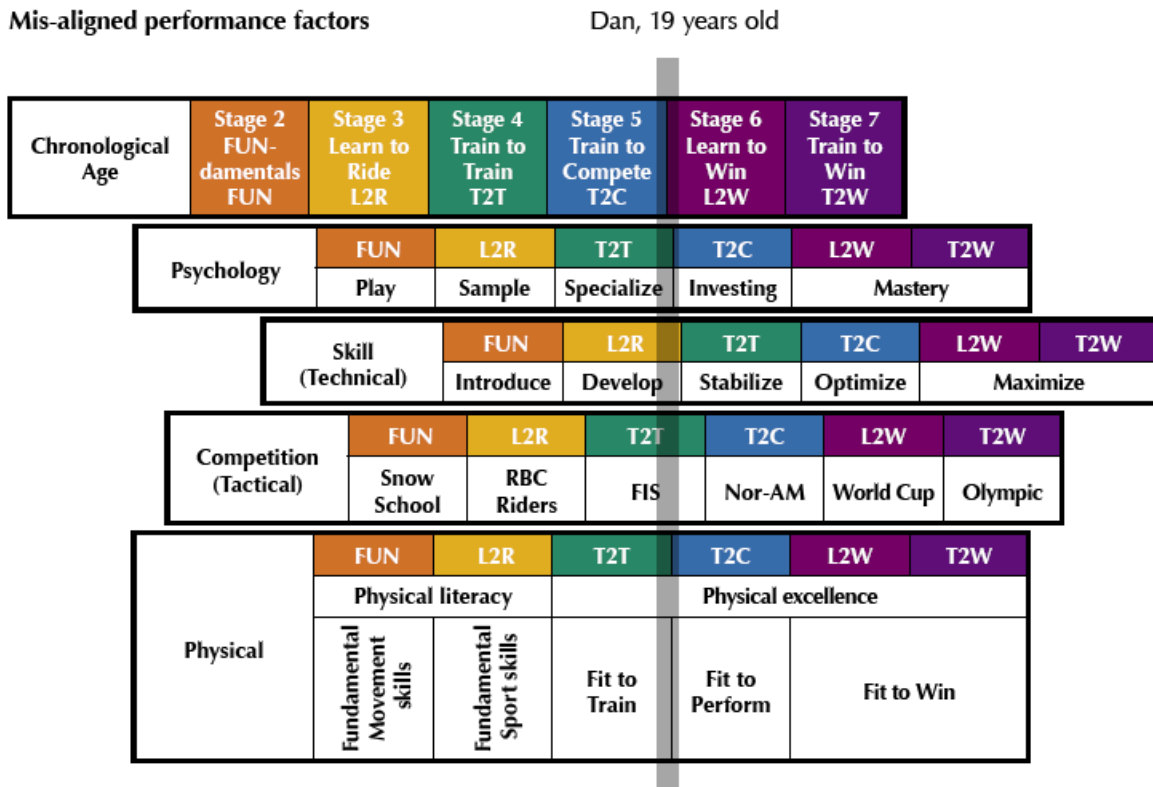 Mis-aligned performance factors
Dan, 19 years old
Chronological
Age
Stage 2
FUN-
damentals
FUN
Stage 3
Learn to
Ride
L2R
Stage 4
Train to
Train
T2T
Stage 5
Train to
Compete
T2C
Stage 6
Learn to
Win
L2W
Stage 7
Train to
Win
T2W
Psychology
FUN
L2R
T2T
T2C
L2W
T2W
Play
Sample
Specialize
Investing
Mastery
Skill
(Technical)
FUN
L2R
T2T
T2C
L2W
T2W
Introduce
Develop
Stabilize
Optimize
Maximize
Competition
(Tactical)
FUN
L2R
T2T
T2C
L2W
T2W
Snow
School
RBC
Riders
FIS
Nor-AM
World Cup
Olympic
Physical
FUN
L2R
T2T
T2C
L2W
T2W
Physical literacy
Physical excellence
Fundamental
Movement
skills
Fundamental
Sport skills
Fit to
Train
Fit to
Perform
Fit to Win